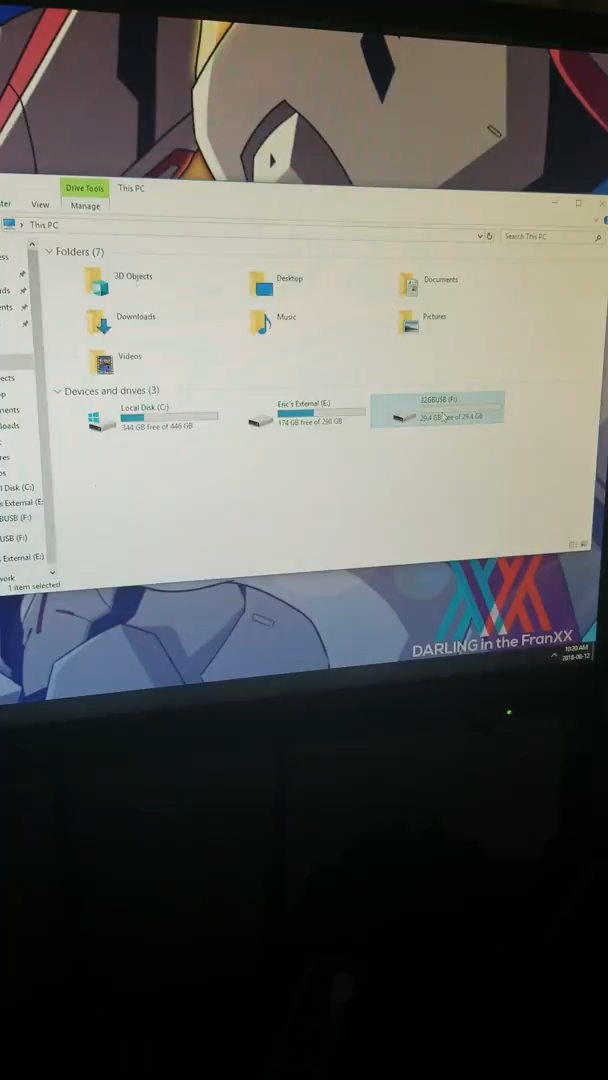 Drive Tools This PC
View Manage
This PC Search This PC
Folders (7)
3D Objects Desktop Documents
Downloads Music Pictures
Videos
Devices and drives (3)
Local Disk (C:) Eric's External (E:) 32GBUSB (F:)
344 GB free of 446 GB 174 GB free of 298 GB 29.4 GB free of 29.4 GB
Disk (C:)
External (E:
BUSB (F:)
USB (F:)
External (E:)
1 item selected
DARLING in the FranXX
10:20 AM
2018-06-12